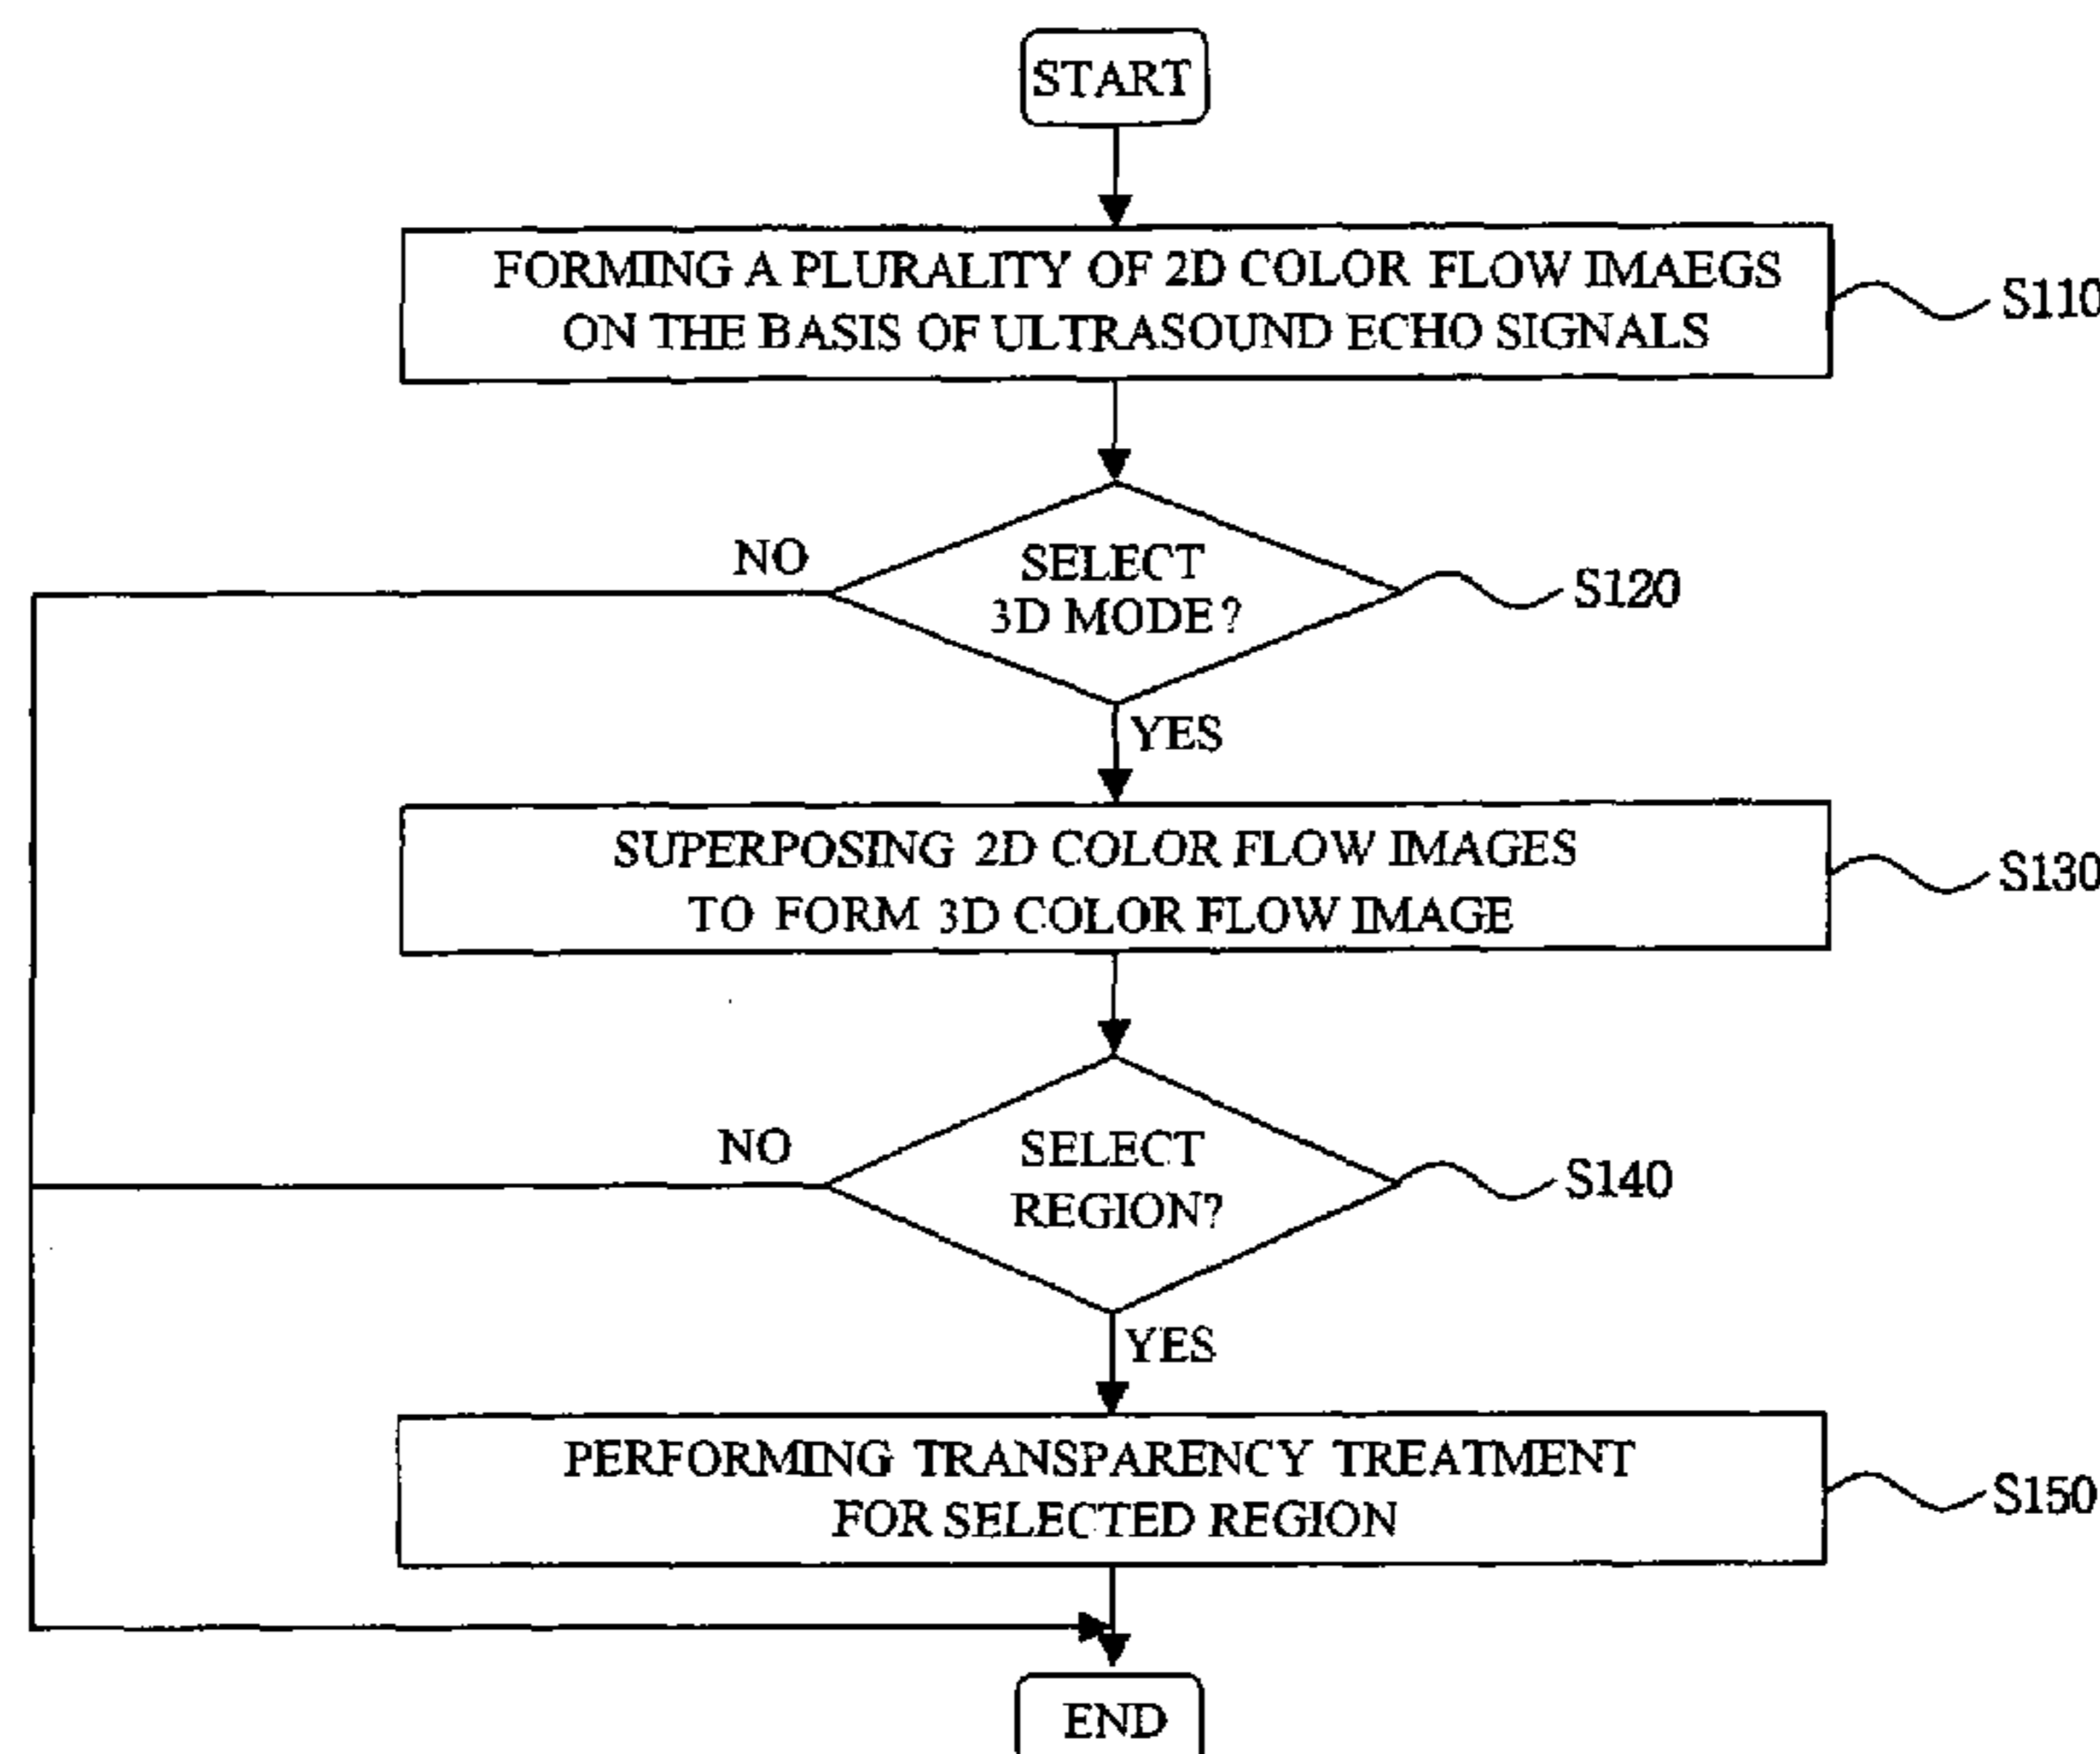 START
FORMING A PLURALITY OF 2D COLOR FLOW IMAEGS
ON THE BASIS OF ULTRASOUND ECHO SIGNALS
S110
NO
SELECT
3D MODE?
S120
YES
SUPERPOSING 2D COLOR FLOW IMAGES
TO FORM 3D COLOR FLOW IMAGE
S130
NO
SELECT
REGION?
S140
YES
PERFORMING TRANSPARENCY TREATMENT
FOR SELECTED REGION
S150
END